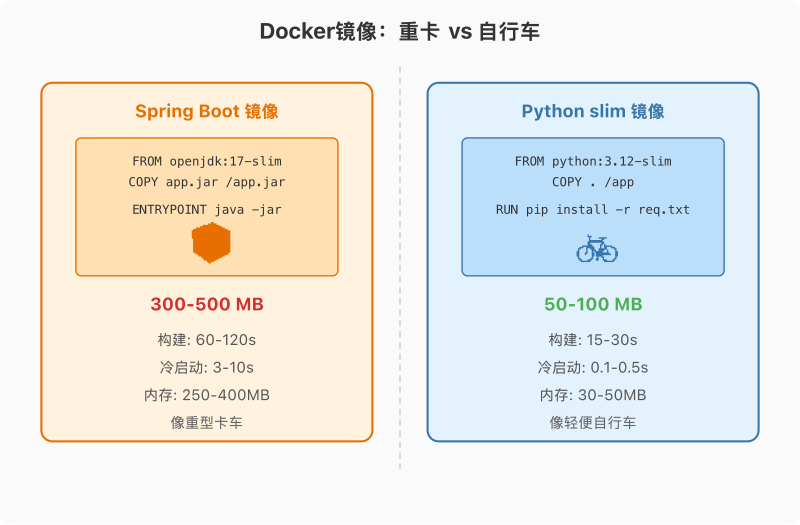 Docker镜像：重卡 vs 自行车
Spring Boot 镜像
FROM openjdk:17-slim
COPY app.jar /app.jar
ENTRYPOINT java -jar
300-500 MB
构建: 60-120s
冷启动: 3-10s
内存: 250-400MB
像重型卡车
Python slim 镜像
FROM python:3.12-slim
COPY . /app
RUN pip install -r req.txt
50-100 MB
构建: 15-30s
冷启动: 0.1-0.5s
内存: 30-50MB
像轻便自行车